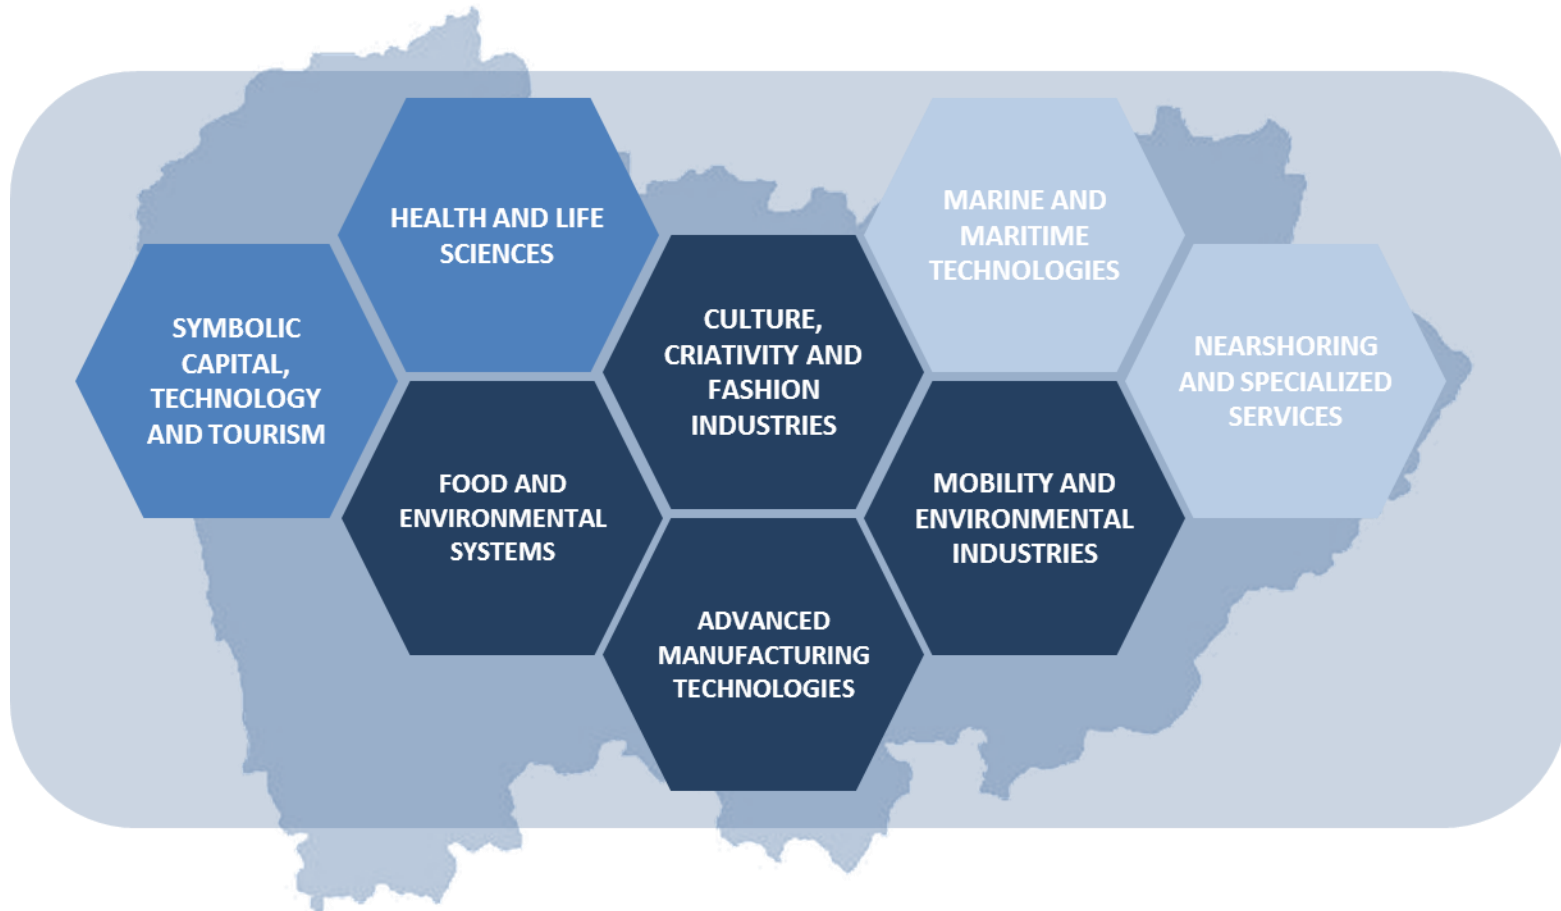 HEALTH AND LIFE
SCIENCES
MARINE AND
MARITIME
TECHNOLOGIES
SYMBOLIC
CAPITAL,
TECHNOLOGY
AND TOURISM
CULTURE,
CRIATIVITY AND
FASHION
INDUSTRIES
NEARSHORING
AND SPECIALIZED
SERVICES
FOOD AND
ENVIRONMENTAL
SYSTEMS
MOBILITY AND
ENVIRONMENTAL
INDUSTRIES
ADVANCED
MANUFACTURING
TECHNOLOGIES